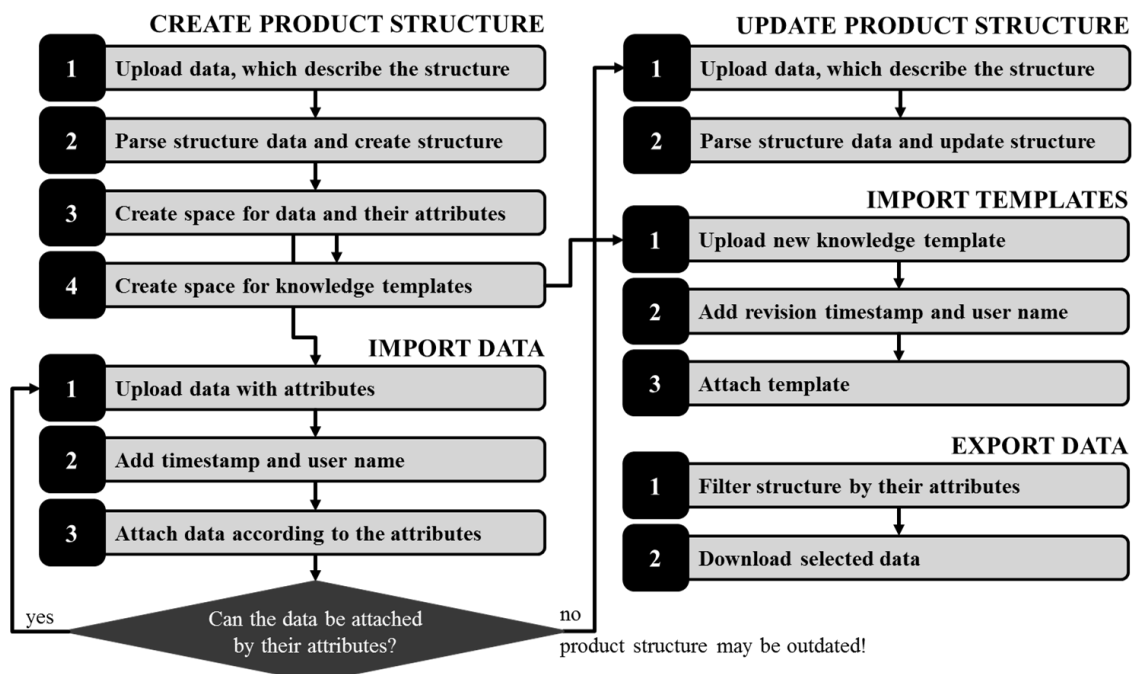 CREATE PRODUCT STRUCTURE
1 Upload data, which describe the structure
2 Parse structure data and create structure
3 Create space for data and their attributes
4 Create space for knowledge templates
IMPORT DATA
1 Upload data with attributes
2 Add timestamp and user name
3 Attach data according to the attributes
Can the data be attached
by their attributes?
yes
no
product structure may be outdated!
UPDATE PRODUCT STRUCTURE
1 Upload data, which describe the structure
2 Parse structure data and update structure
IMPORT TEMPLATES
1 Upload new knowledge template
2 Add revision timestamp and user name
3 Attach template
EXPORT DATA
1 Filter structure by their attributes
2 Download selected data